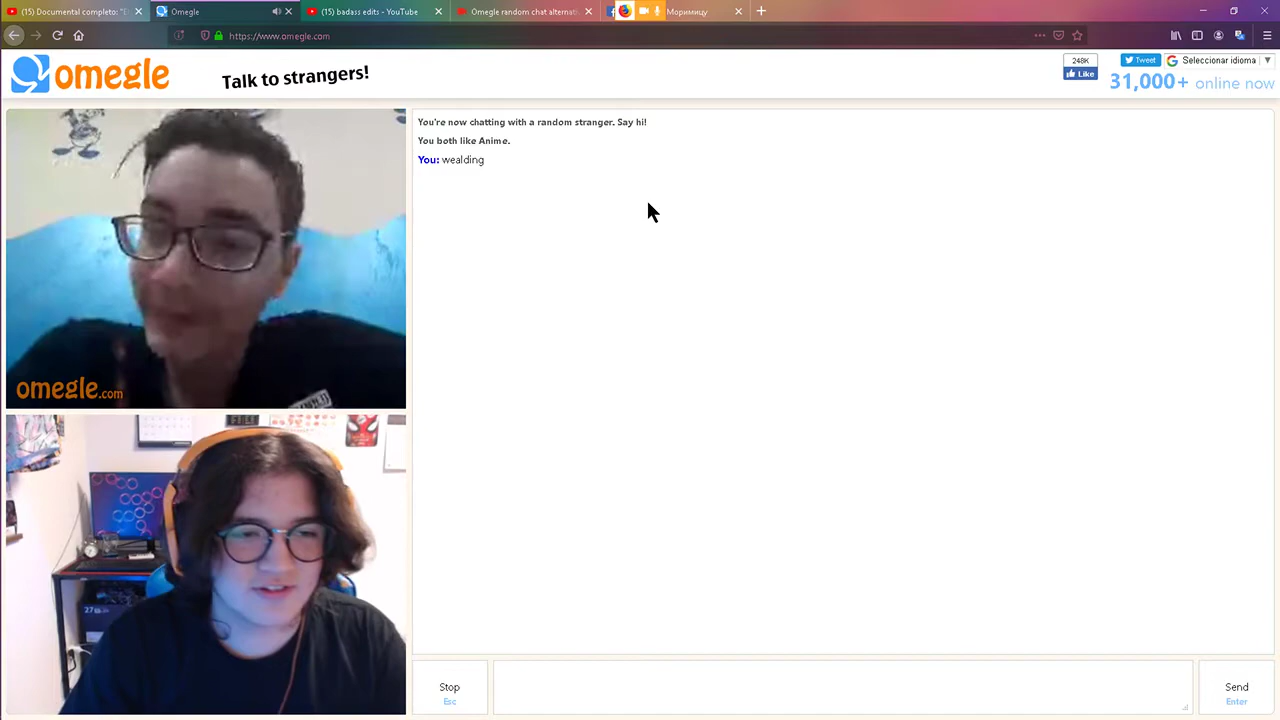 (15) Documental completo: "E
Omegle
(15) badass edits - YouTube
Omegle random chat alternati
Моримицу
https://www.omegle.com
omegle
Talk to strangers!
248K
Like
Tweet
Seleccionar idioma
31,000+ online now
You're now chatting with a random stranger. Say hi!
You both like Anime.
You: wealding
omegle.com
27
Stop
Esc
Send
Enter